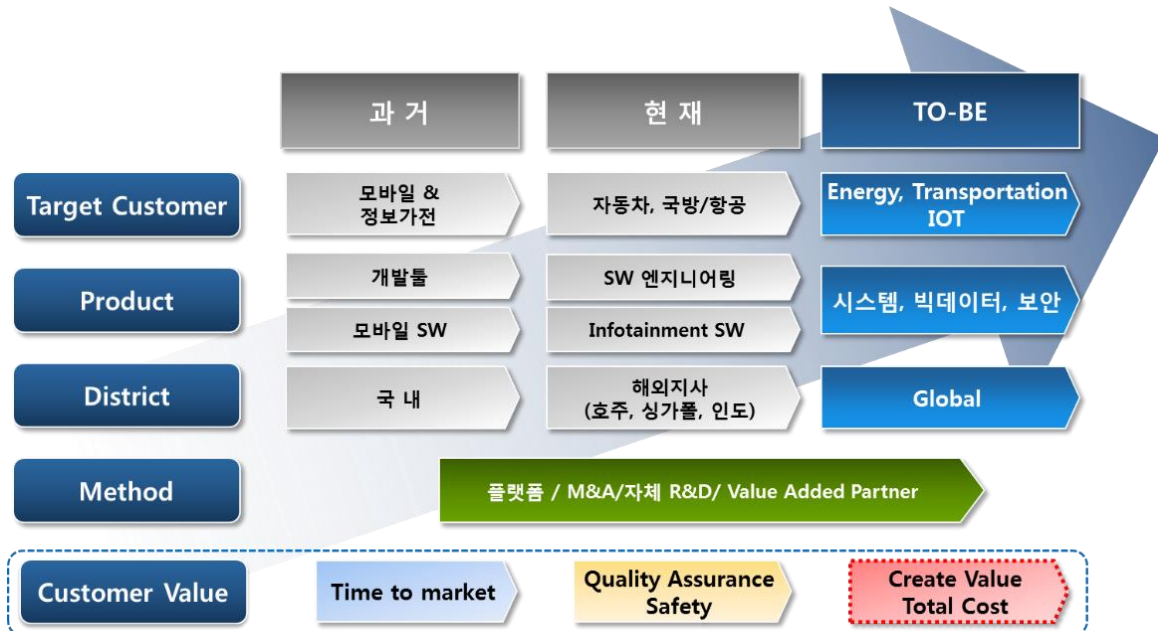 과 거
현 재
TO-BE
Target Customer
모바일 &
정보가전
자동차, 국방/항공
Energy, Transportation
IOT
Product
개발툴
SW 엔지니어링
시스템, 빅데이터, 보안
모바일 SW
Infotainment SW
District
국 내
해외지사
(호주, 싱가폴, 인도)
Global
Method
플랫폼 / M&A/자체 R&D/ Value Added Partner
Customer Value
Time to market
Quality Assurance
Safety
Create Value
Total Cost